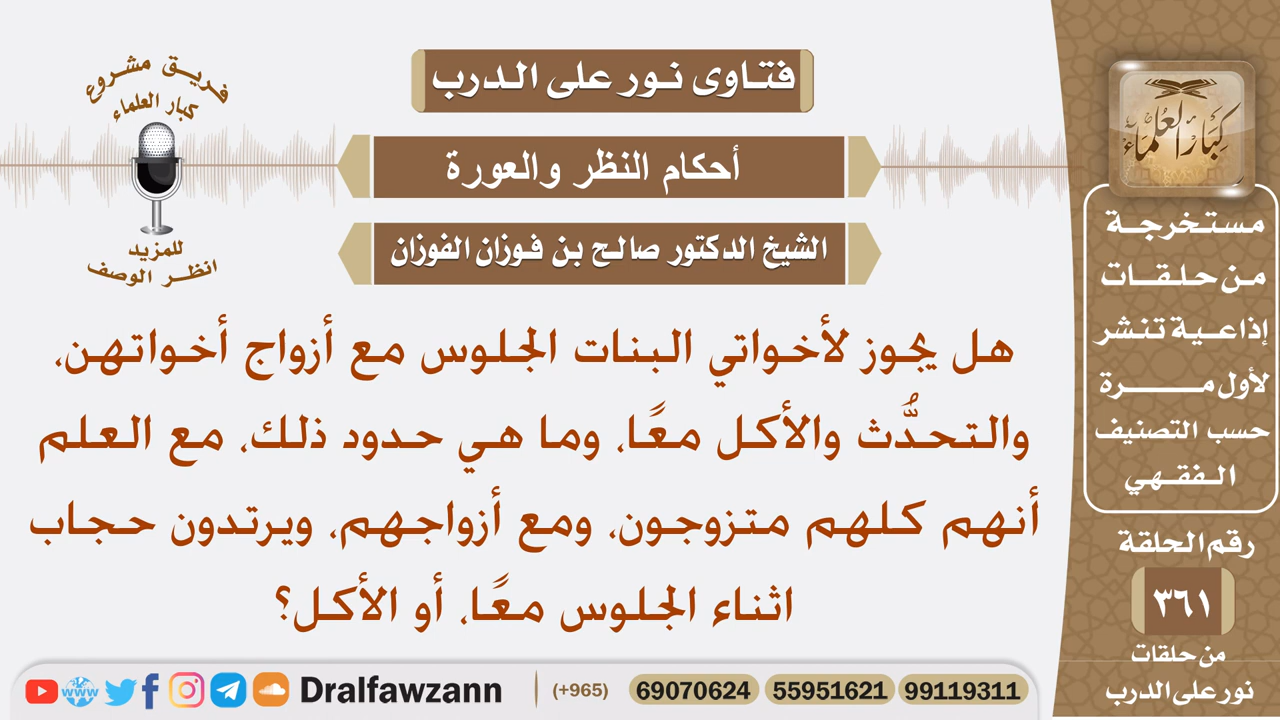 فريق مشروع
كبار العلماء
للمزيد
انظر الوصف
فتاوى نور على الدرب
أحكام النظر والعورة
الشيخ الدكتور صالح بن فوزان الفوزان
هل يجوز لأخواتي البنات الجلوس مع أزواج أخواتهن،
والتحدُّث والأكل معًا، وما هي حدود ذلك، مع العلم
أنهم كلهم متزوجون، ومع أزواجهم، ويرتدون حجاب
اثناء الجلوس معًا، أو الأكل؟
كبار العلماء
مستخرجة
من حلقات
إذاعية تنشر
لأول مرة
حسب التصنيف
الفقهي
رقم الحلقة
٣٦١
من حلقات
نور على الدرب
www Dralfawzann (+965) 69070624 55951621 99119311